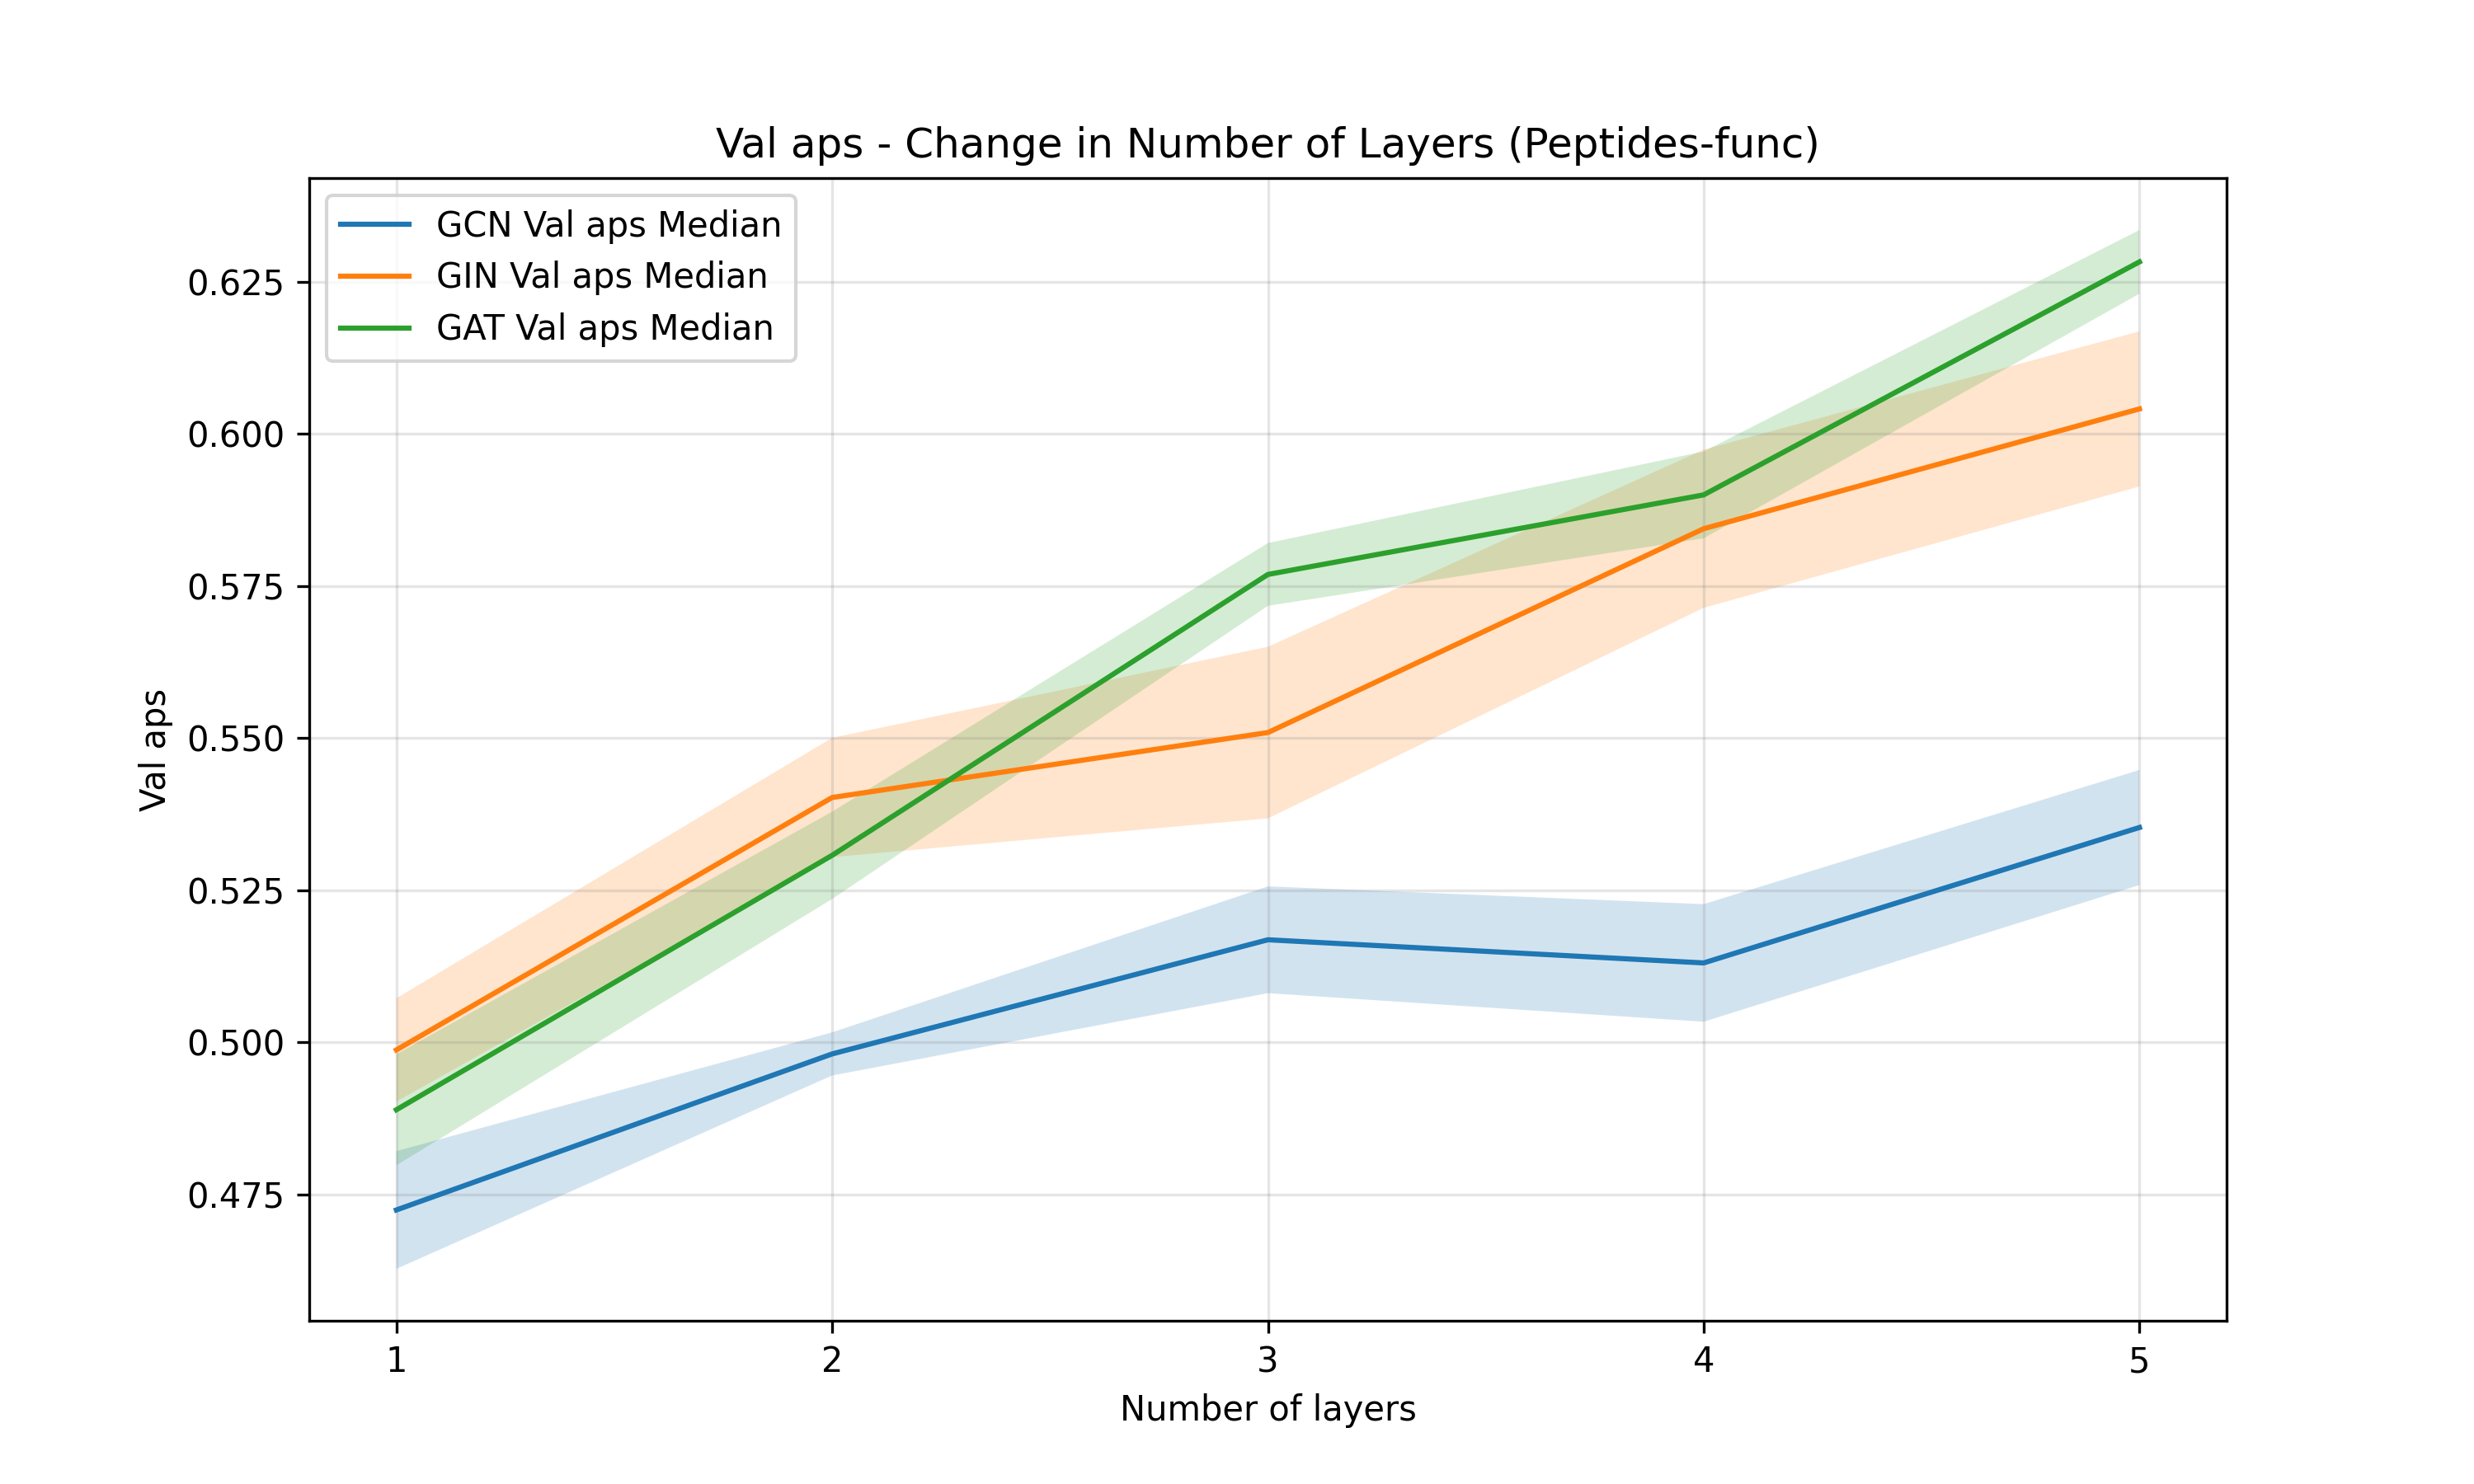 Val aps - Change in Number of Layers (Peptides-func)
GCN Val aps Median
GIN Val aps Median
GAT Val aps Median
0.625
0.600
0.575
0.550
0.525
0.500
0.475
Val aps
1 2 3 4 5
Number of layers